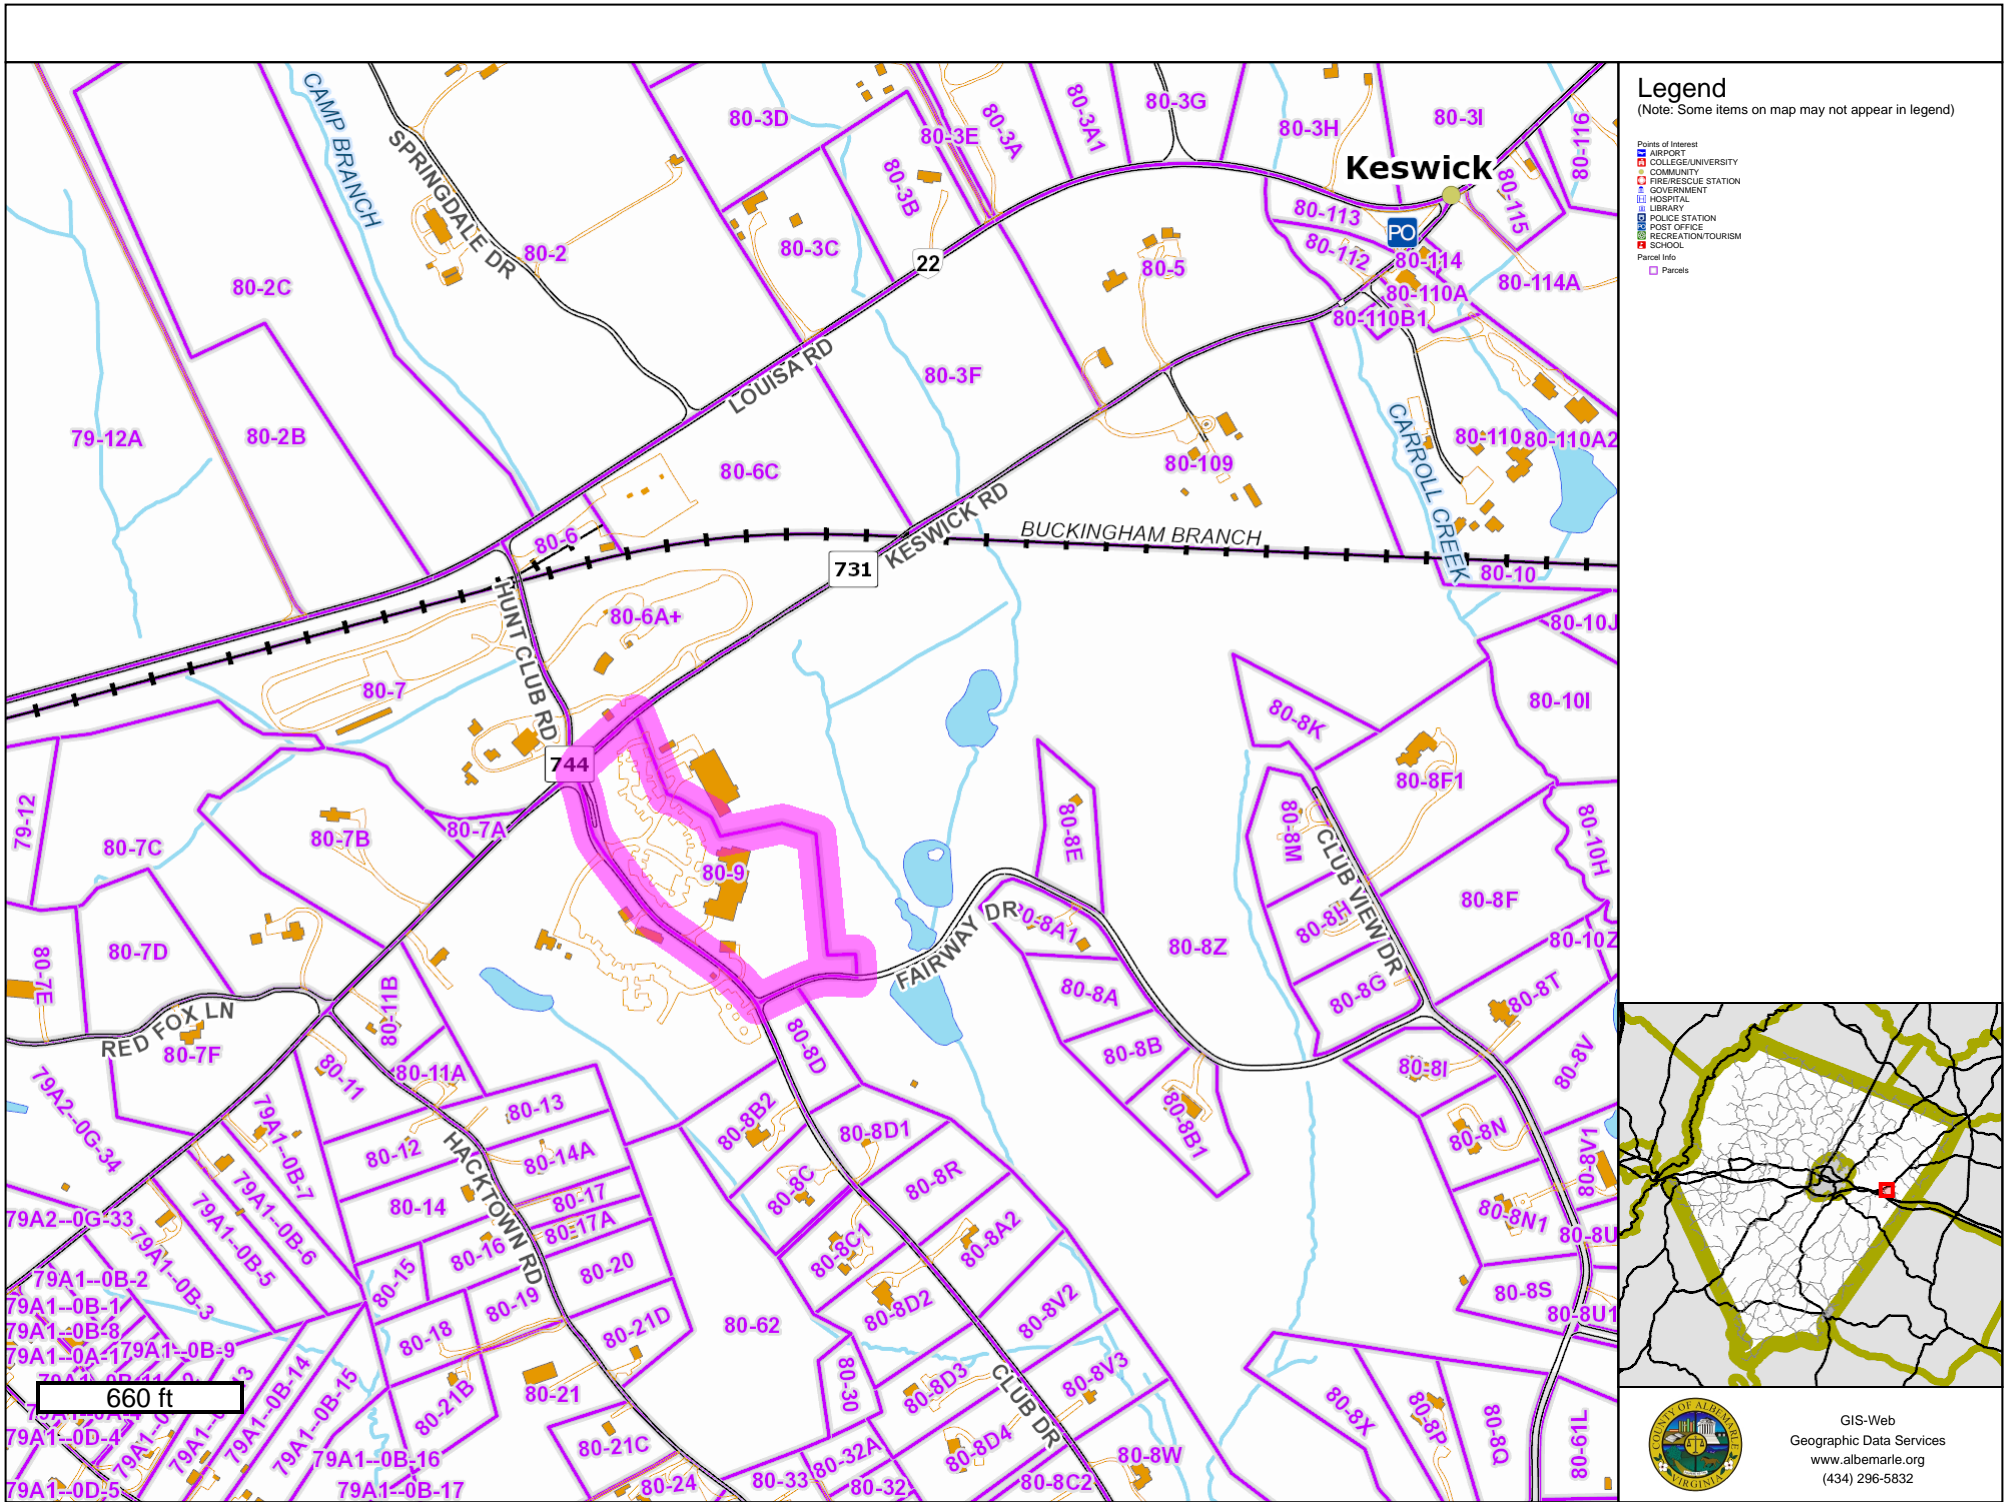 Legend
(Note: Some items on map may not appear in legend)
Points of Interest
AIRPORT
COLLEGE/UNIVERSITY
COMMUNITY
FIRE/RESCUE STATION
GOVERNMENT
HOSPITAL
LIBRARY
POLICE STATION
POST OFFICE
RECREATION/TOURISM
SCHOOL
Parcel Info
Parcels
CAMP BRANCH
SPRINGDALE DR
80-3D
80-3E
80-3A
80-3A1
80-3G
80-3H
80-3I
80-116
Keswick
80-3B
80-115
80-113
PO
80-2
80-3C
22
80-5
80-112
80-114
80-2C
80-110A
80-114A
80-110B1
LOUISA RD
80-3F
79-12A
80-2B
CARROLL CREEK
80-110
80-110A2
80-6C
80-109
KESWICK RD
80-6
BUCKINGHAM BRANCH
731
80-10
HUNT CLUB RD
80-6A+
80-10J
80-7
80-10I
80-8K
744
80-8F1
79-12
80-7C
80-7B
80-7A
80-8E
80-8M
CLUB VIEW DR
80-10H
80-9
80-8F
FAIRWAY DR
80-8A1
80-8H
80-8Z
80-10Z
80-7E
80-7D
80-8A
80-8G
80-8T
80-11B
RED FOX LN
80-7F
80-8D
80-8B
80-8I
80-8V
79A2--0G-34
80-11
80-11A
79A1--0B-7
80-13
80-8B2
80-8D1
80-8B1
80-8N
80-8V1
80-12
HACKTOWN RD
80-14A
80-8C
80-8R
80-14
80-17
79A2--0G-33
79A1--0B-3
79A1--0B-5
79A1--0B-6
80-17A
80-8N1
80-8U
80-16
80-8C1
80-8A2
79A1--0B-2
80-15
80-20
80-8S
79A1--0B-1
80-19
80-8D2
80-8V2
80-8U1
79A1--0B-8
80-18
80-21D
80-62
79A1--0A-1
79A1--0B-9
79A1--0B-14
79A1--0B-15
80-30
80-8D3
CLUB DR
80-8V3
660 ft
80-21B
80-21
80-8X
80-8P
80-8Q
80-61L
79A1--0D-4
80-21C
80-32A
80-8D4
79A1--0B-16
80-8W
79A1--0D-5
79A1--0B-17
80-24
80-33
80-32
80-8C2
COUNTY OF ALBEMARLE
VIRGINIA
GIS-Web
Geographic Data Services
www.albemarle.org
(434) 296-5832